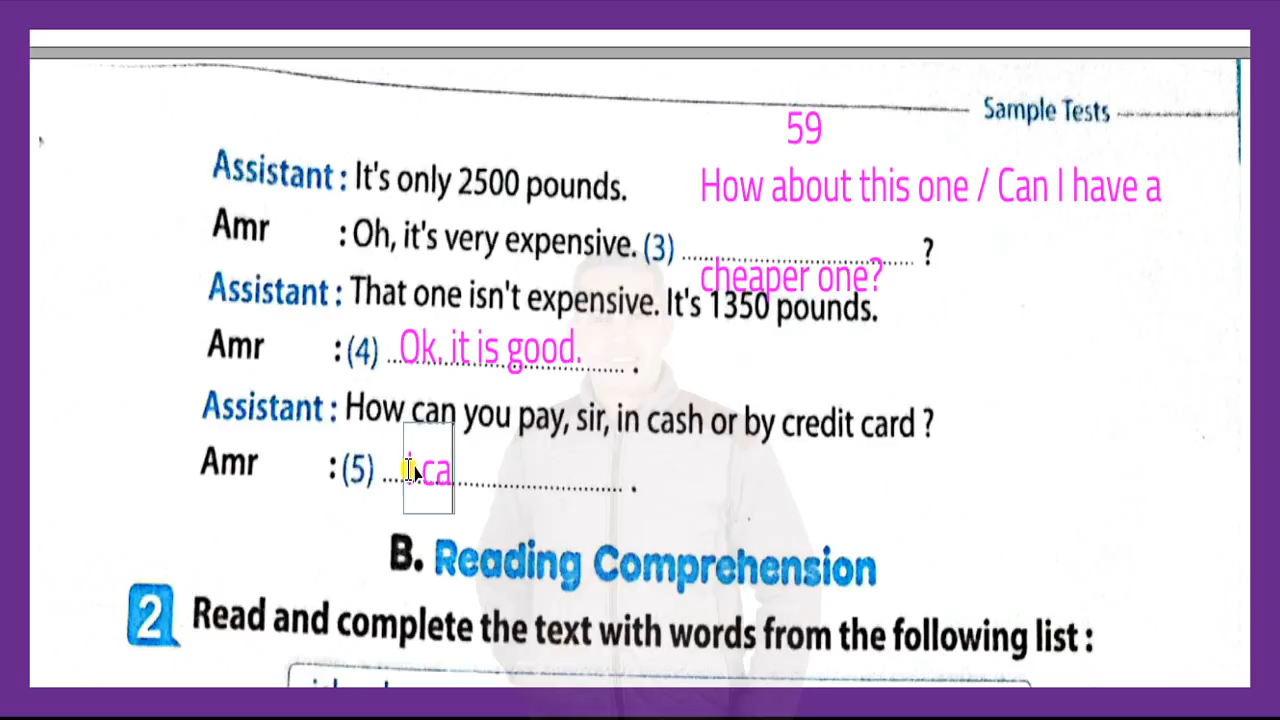 Sample Tests
59
Assistant : It's only 2500 pounds.
How about this one / Can I have a
Amr : Oh, it's very expensive. (3) ........................................ ?
cheaper one?
Assistant : That one isn't expensive. It's 1350 pounds.
Amr : (4) ........................................ .
Ok, it is good.
Assistant : How can you pay, sir, in cash or by credit card ?
Amr : (5) ........................................ .
i ca
B. Reading Comprehension
2 Read and complete the text with words from the following list :